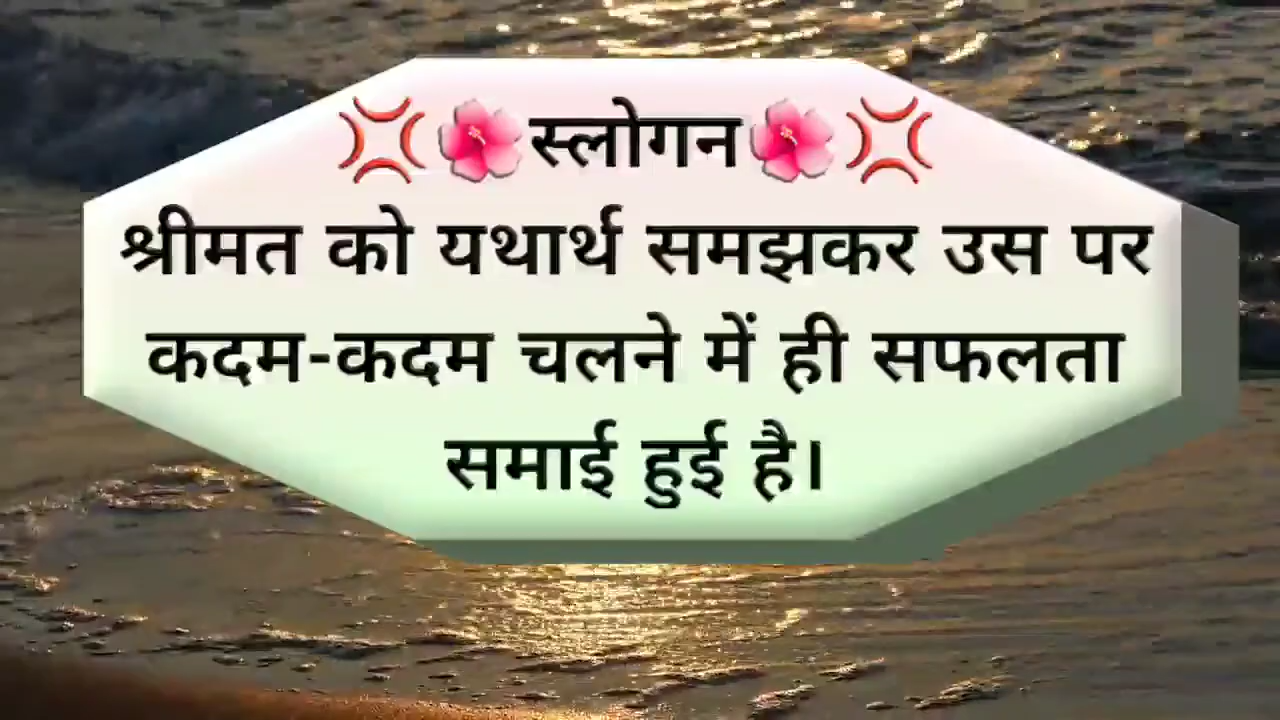 💢🌺स्लोगन🌺💢
श्रीमत को यथार्थ समझकर उस पर
कदम-कदम चलने में ही सफलता
समाई हुई है।